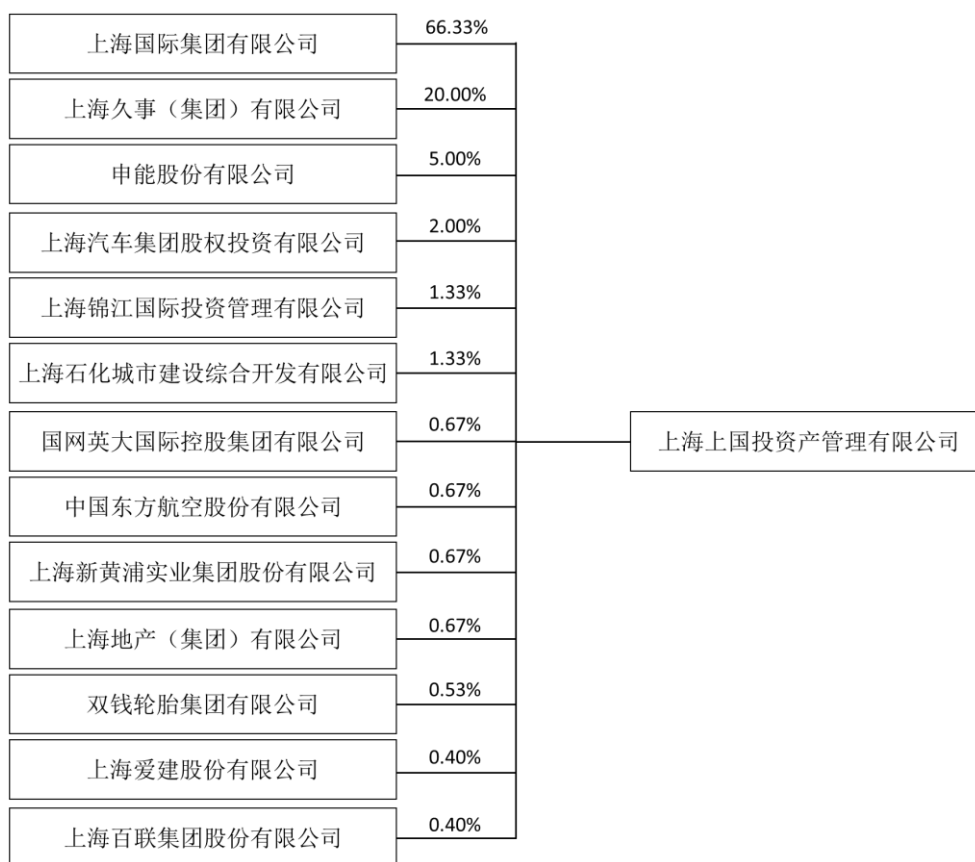 上海国际集团有限公司 66.33%
上海久事（集团）有限公司 20.00%
申能股份有限公司 5.00%
上海汽车集团股权投资有限公司 2.00%
上海锦江国际投资管理有限公司 1.33%
上海石化城市建设综合开发有限公司 1.33%
国网英大国际控股集团有限公司 0.67%
上海上国投资产管理有限公司
中国东方航空股份有限公司 0.67%
上海新黄浦实业集团股份有限公司 0.67%
上海地产（集团）有限公司 0.67%
双钱轮胎集团有限公司 0.53%
上海爱建股份有限公司 0.40%
上海百联集团股份有限公司 0.40%